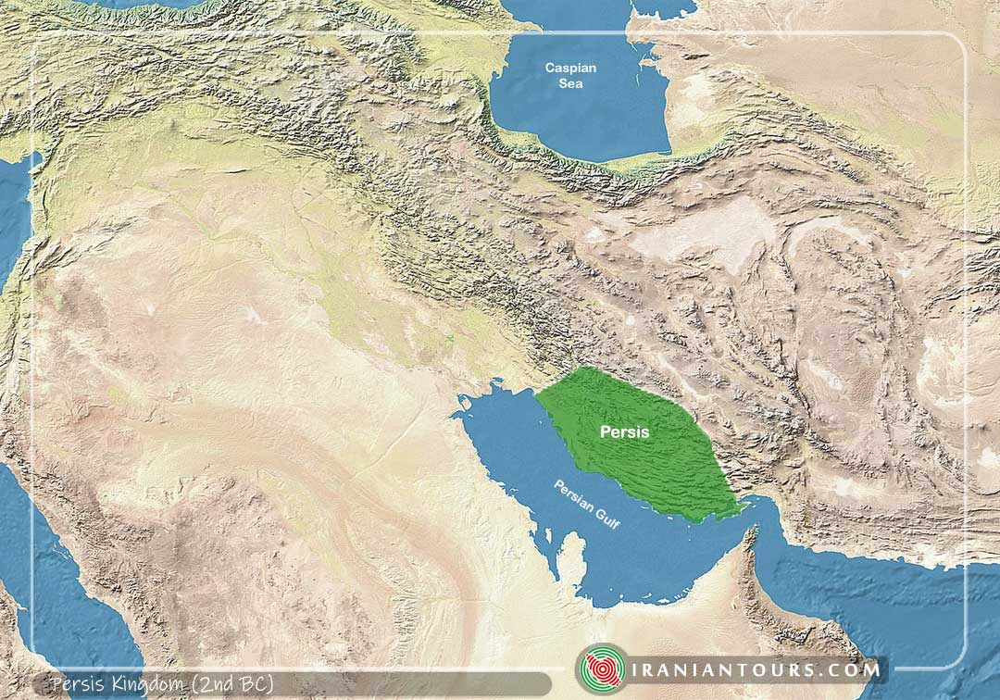 Caspian
Sea
Persis
Persian Gulf
Persis Kingdom (2nd BC)
IRANIANTOURS.COM